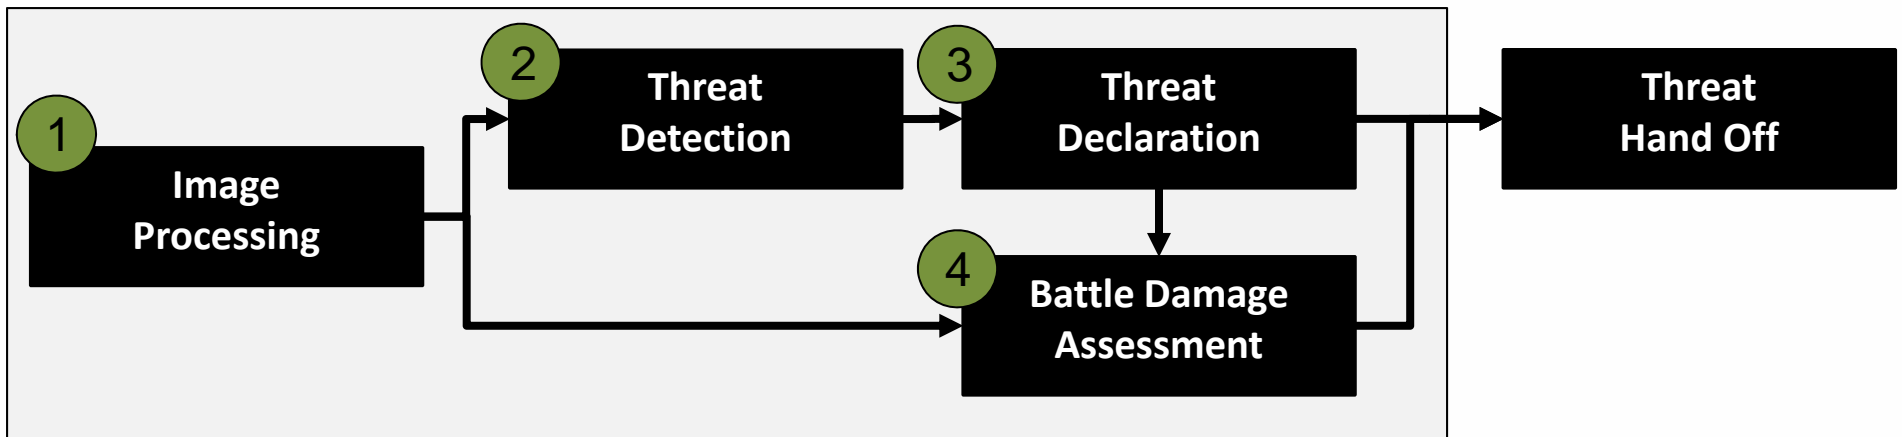 1
Image
Processing
2
Threat
Detection
3
Threat
Declaration
4
Battle Damage
Assessment
Threat
Hand Off